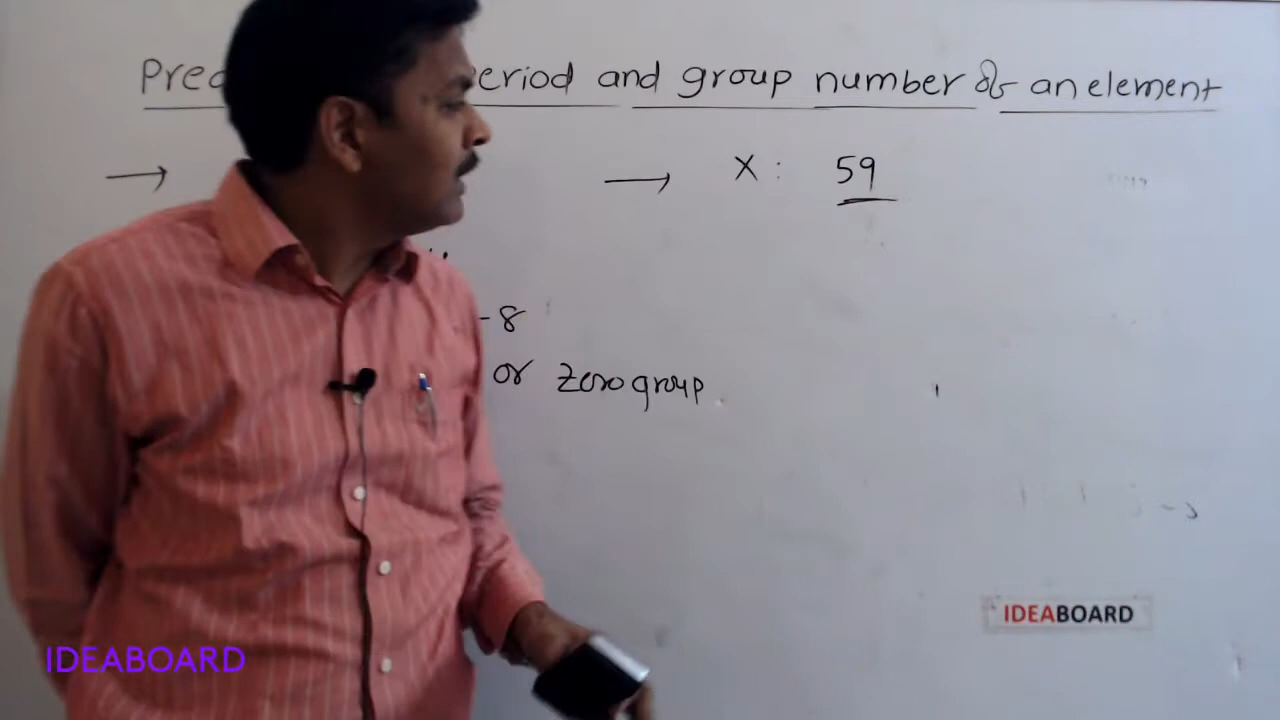 Pred eriod and group number of an element
→ → X : 59
-8
or Zero group.
IDEABOARD
IDEABOARD